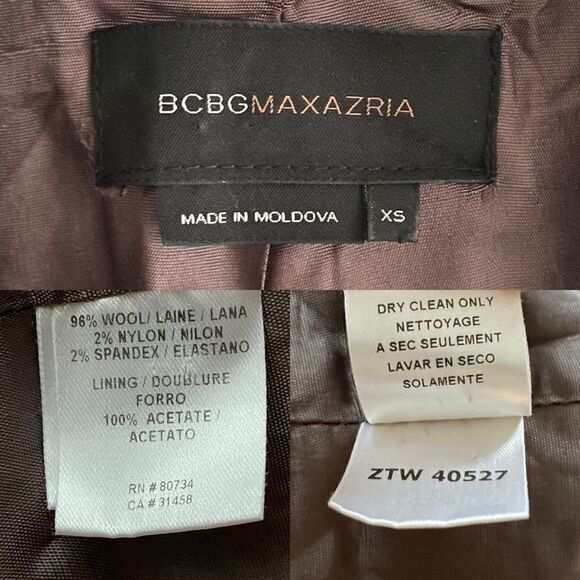 BCBGMAXAZRIA
MADE IN MOLDOVA
XS
96% WOOL/ LAINE / LANA
2% NYLON / NILON
2% SPANDEX / ELASTANO
LINING / DOUBLURE
FORRO
100% ACETATE /
ACETATO
RN # 80734
CA # 31458
DRY CLEAN ONLY
NETTOYAGE
A SEC SEULEMENT
LAVAR EN SECO
SOLAMENTE
ZTW 40527